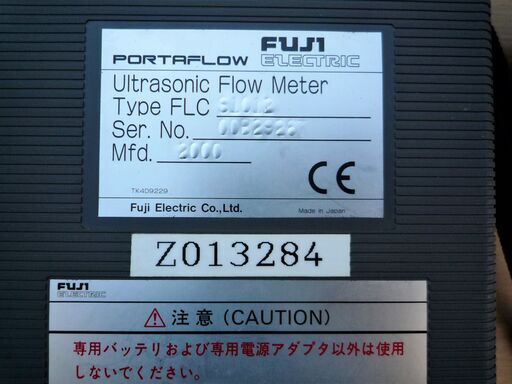 PORTAFLOW FUJI ELECTRIC
Ultrasonic Flow Meter
Type FLC S1012
Ser. No.
Mfd. 2000
CE
TK4D9229
Made in Japan
Fuji Electric Co.,Ltd.
Z013284
FUJI ELECTRIC
⚠ 注意 (CAUTION)
専用バッテリおよび専用電源アダプタ以外は使用
しないでください。